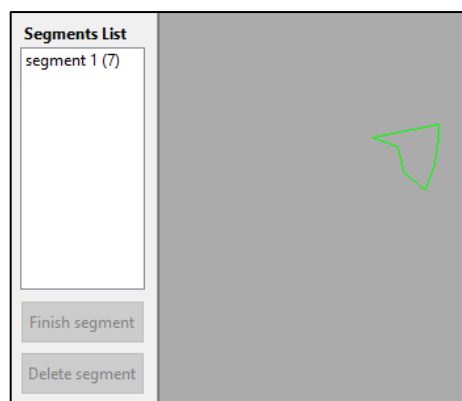 Segments List
segment 1 (7)
Finish segment
Delete segment